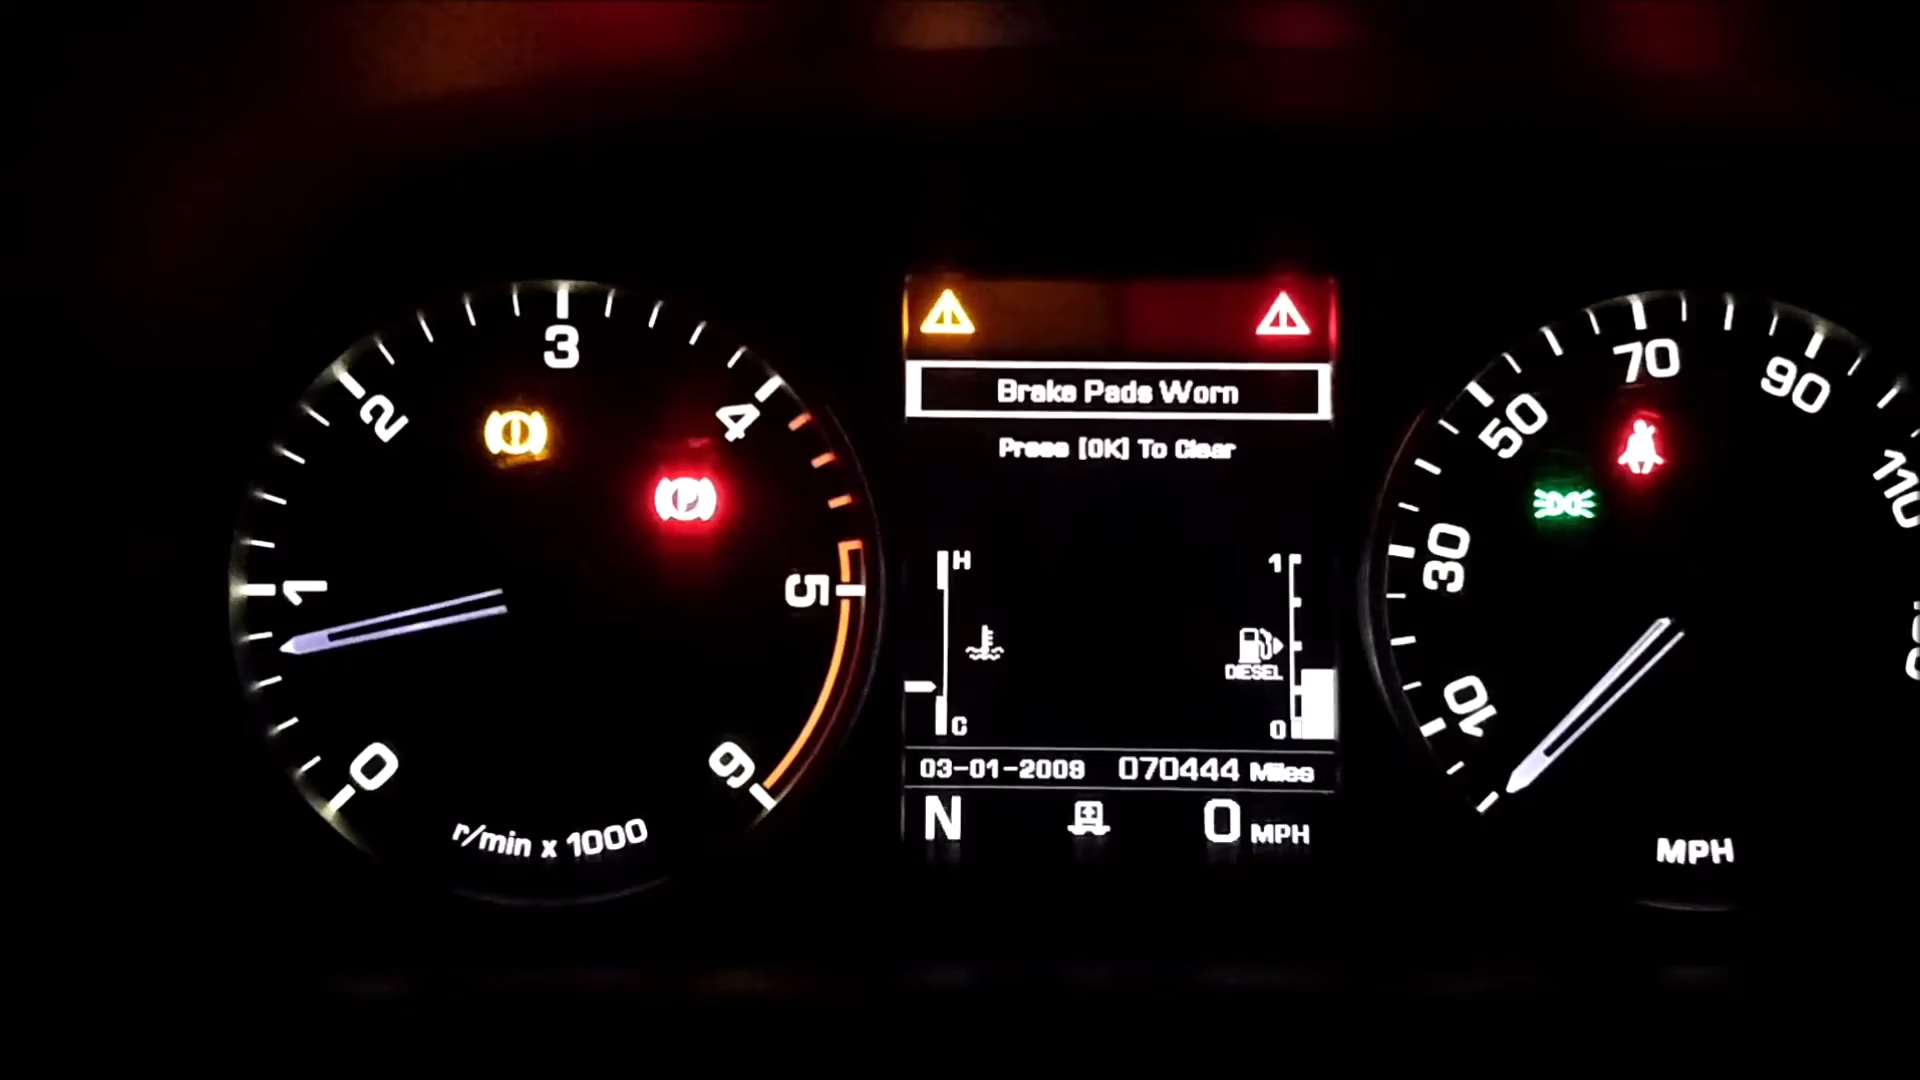 0
1
2
3
4
5
6
r/min x 1000
P
Brake Pads Worn
Press [OK] To Clear
H
C
1
DIESEL
0
03-01-2009 070444 Miles
N 0 MPH
10
30
50
70
90
110
MPH